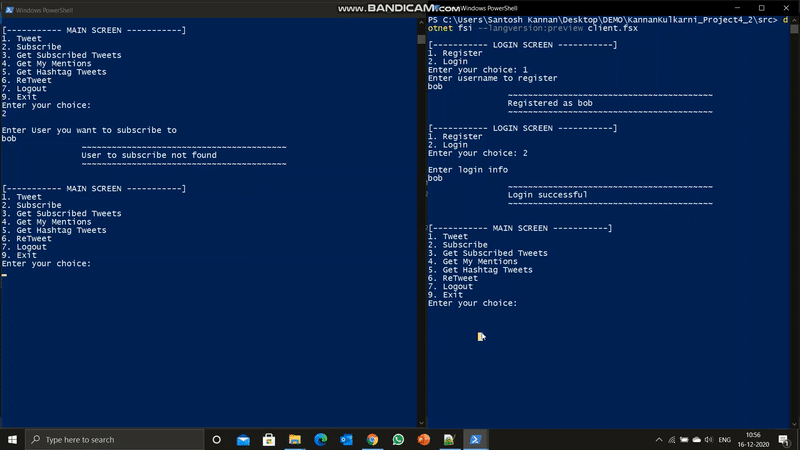 Windows PowerShell
[----------- MAIN SCREEN -----------]
1. Tweet
2. Subscribe
3. Get Subscribed Tweets
4. Get My Mentions
5. Get Hashtag Tweets
6. ReTweet
7. Logout
9. Exit
Enter your choice:
2
Enter User you want to subscribe to
bob
~~~~~~~~~~~~~~~~~~~~~~~~~~~~~~~~~~~~~~~~~
User to subscribe not found
~~~~~~~~~~~~~~~~~~~~~~~~~~~~~~~~~~~~~~~~~
[----------- MAIN SCREEN -----------]
1. Tweet
2. Subscribe
3. Get Subscribed Tweets
4. Get My Mentions
5. Get Hashtag Tweets
6. ReTweet
7. Logout
9. Exit
Enter your choice:
www.BANDICAM.com
Windows PowerShell
PS C:\Users\Santosh Kannan\Desktop\DEMO\KannanKulkarni_Project4_2\src> d
otnet fsi --langversion:preview client.fsx
[----------- LOGIN SCREEN -----------]
1. Register
2. Login
Enter your choice: 1
Enter username to register
bob
~~~~~~~~~~~~~~~~~~~~~~~~~~~~~~~~~~~~~~~~~
Registered as bob
~~~~~~~~~~~~~~~~~~~~~~~~~~~~~~~~~~~~~~~~~
[----------- LOGIN SCREEN -----------]
1. Register
2. Login
Enter your choice: 2
Enter login info
bob
~~~~~~~~~~~~~~~~~~~~~~~~~~~~~~~~~~~~~~~~~
Login successful
~~~~~~~~~~~~~~~~~~~~~~~~~~~~~~~~~~~~~~~~~
[----------- MAIN SCREEN -----------]
1. Tweet
2. Subscribe
3. Get Subscribed Tweets
4. Get My Mentions
5. Get Hashtag Tweets
6. ReTweet
7. Logout
9. Exit
Enter your choice:
Type here to search
ENG
10:56
16-12-2020
1